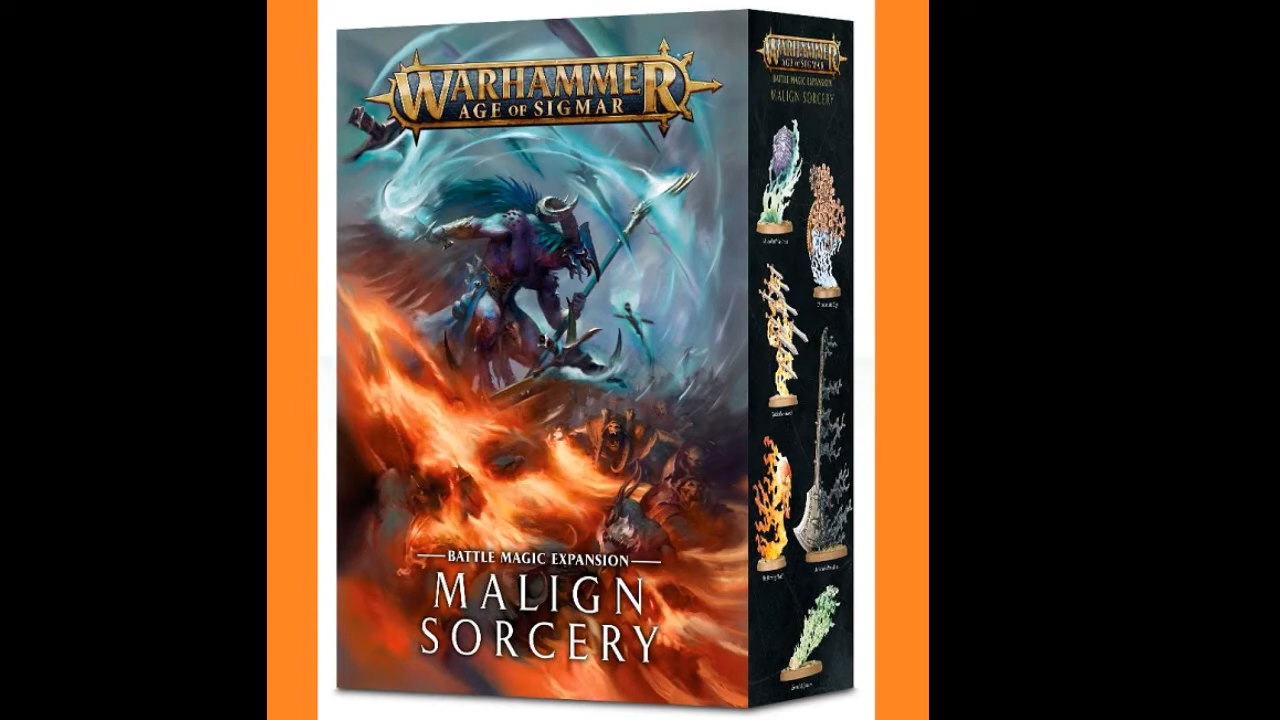 WARHAMMER
AGE OF SIGMAR
BATTLE MAGIC EXPANSION
MALIGN
SORCERY
WARHAMMER
AGE OF SIGMAR
BATTLE MAGIC EXPANSION
MALIGN SORCERY